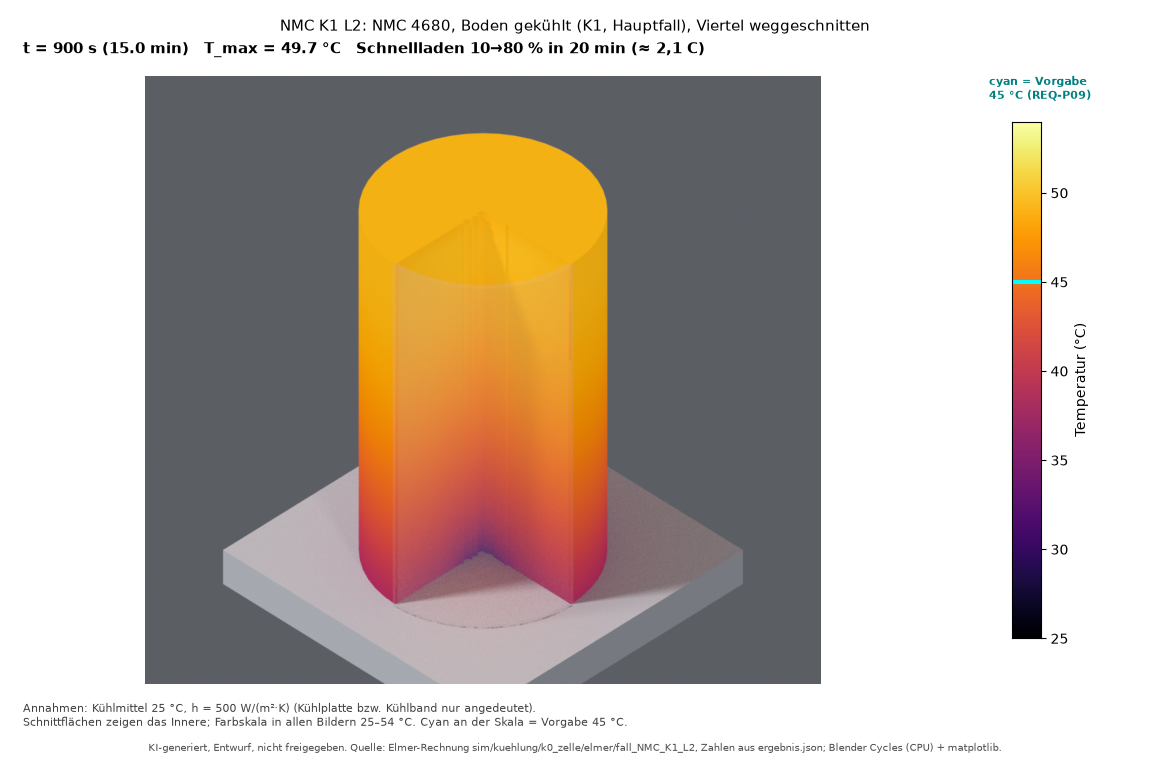 NMC K1 L2: NMC 4680, Boden gekühlt (K1, Hauptfall), Viertel weggeschnitten
t = 900 s (15.0 min)   T_max = 49.7 °C   Schnellladen 10→80 % in 20 min (≈ 2,1 C)
cyan = Vorgabe
45 °C (REQ-P09)
50
45
40
35
30
25
Temperatur (°C)
Annahmen: Kühlmittel 25 °C, h = 500 W/(m²·K) (Kühlplatte bzw. Kühlband nur angedeutet).
Schnittflächen zeigen das Innere; Farbskala in allen Bildern 25–54 °C. Cyan an der Skala = Vorgabe 45 °C.
KI-generiert, Entwurf, nicht freigegeben. Quelle: Elmer-Rechnung sim/kuehlung/k0_zelle/elmer/fall_NMC_K1_L2, Zahlen aus ergebnis.json; Blender Cycles (CPU) + matplotlib.